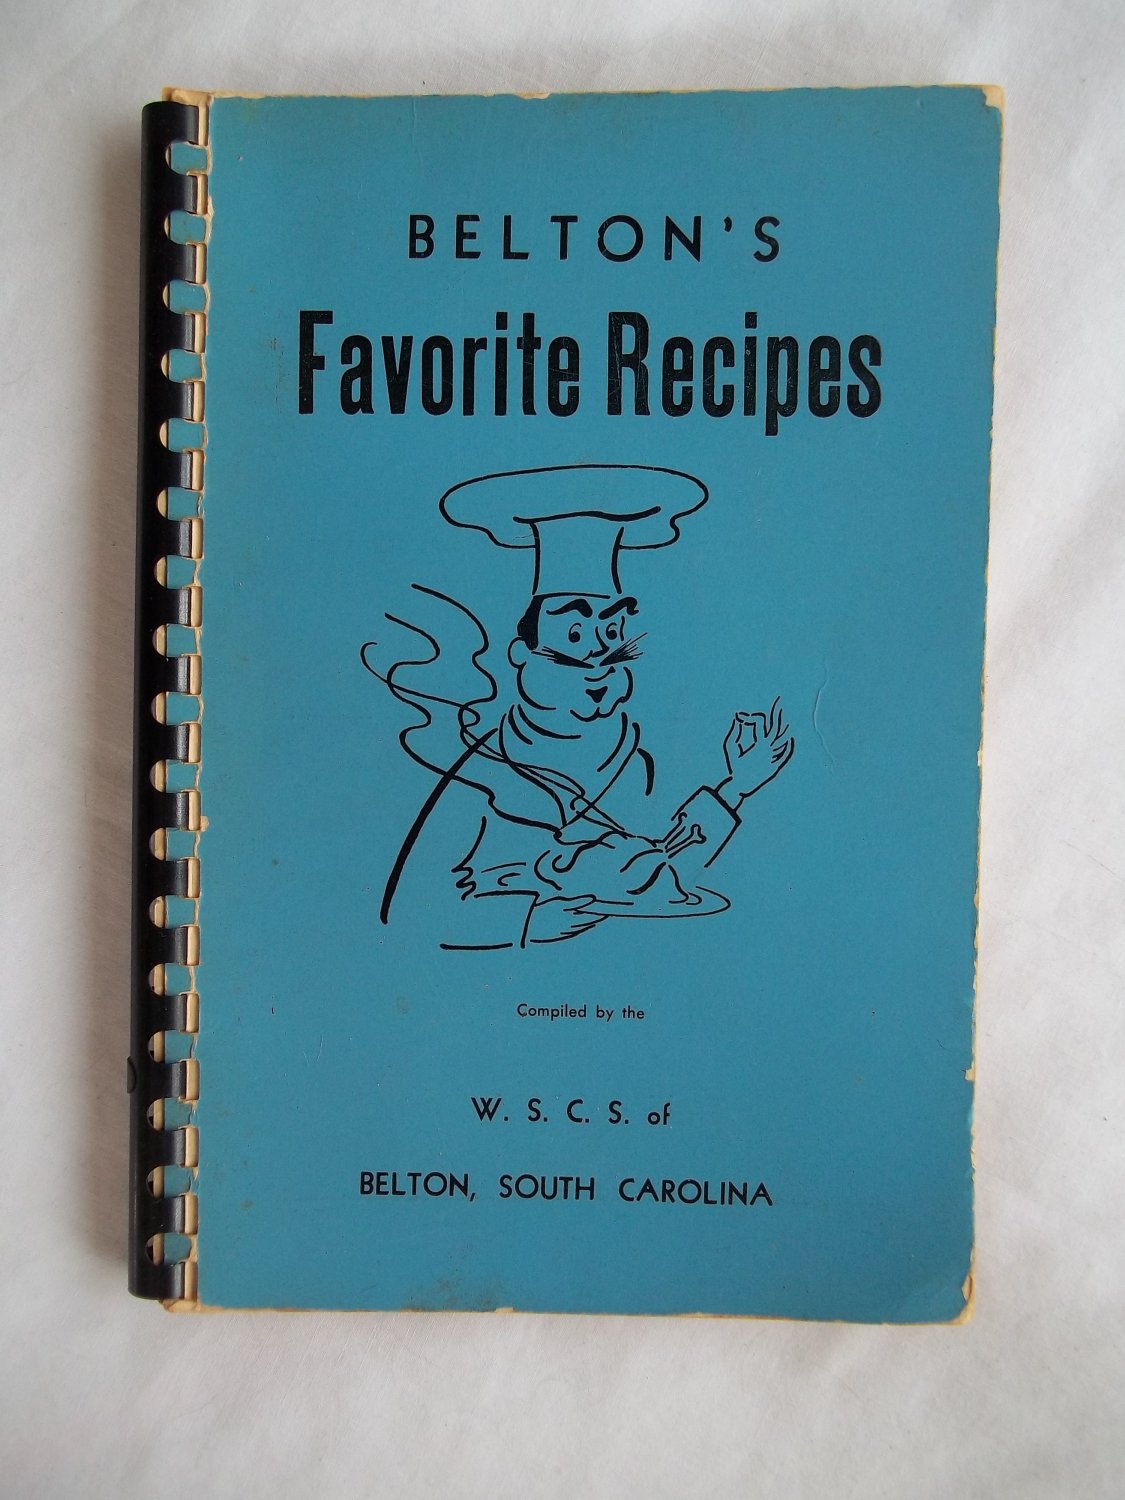 BELTON'S
Favorite Recipes
Compiled by the
W. S. C. S. of
BELTON, SOUTH CAROLINA